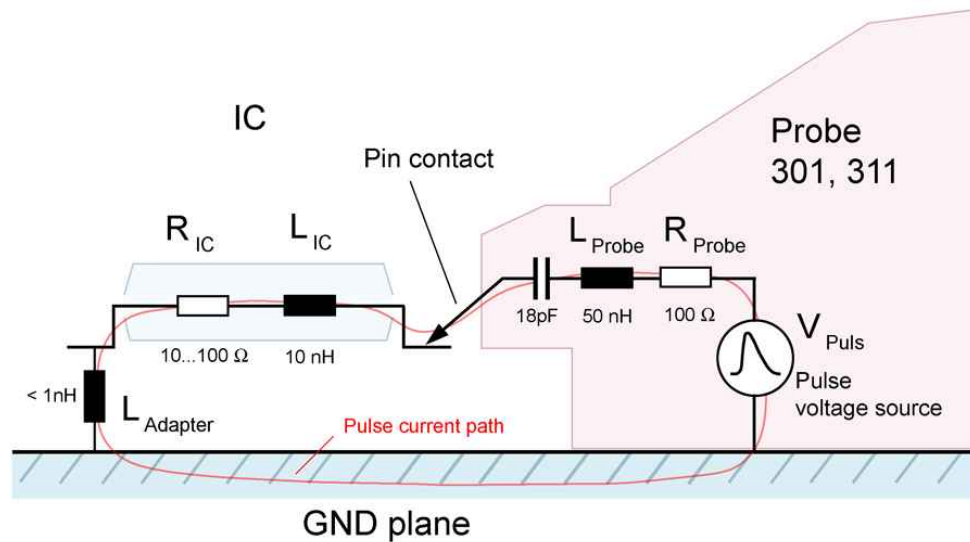 IC
Probe
301, 311
Pin contact
R IC
L IC
L Probe
R Probe
18pF
50 nH
100 Ω
10...100 Ω
10 nH
V Puls
Pulse
voltage source
< 1nH
L Adapter
Pulse current path
GND plane